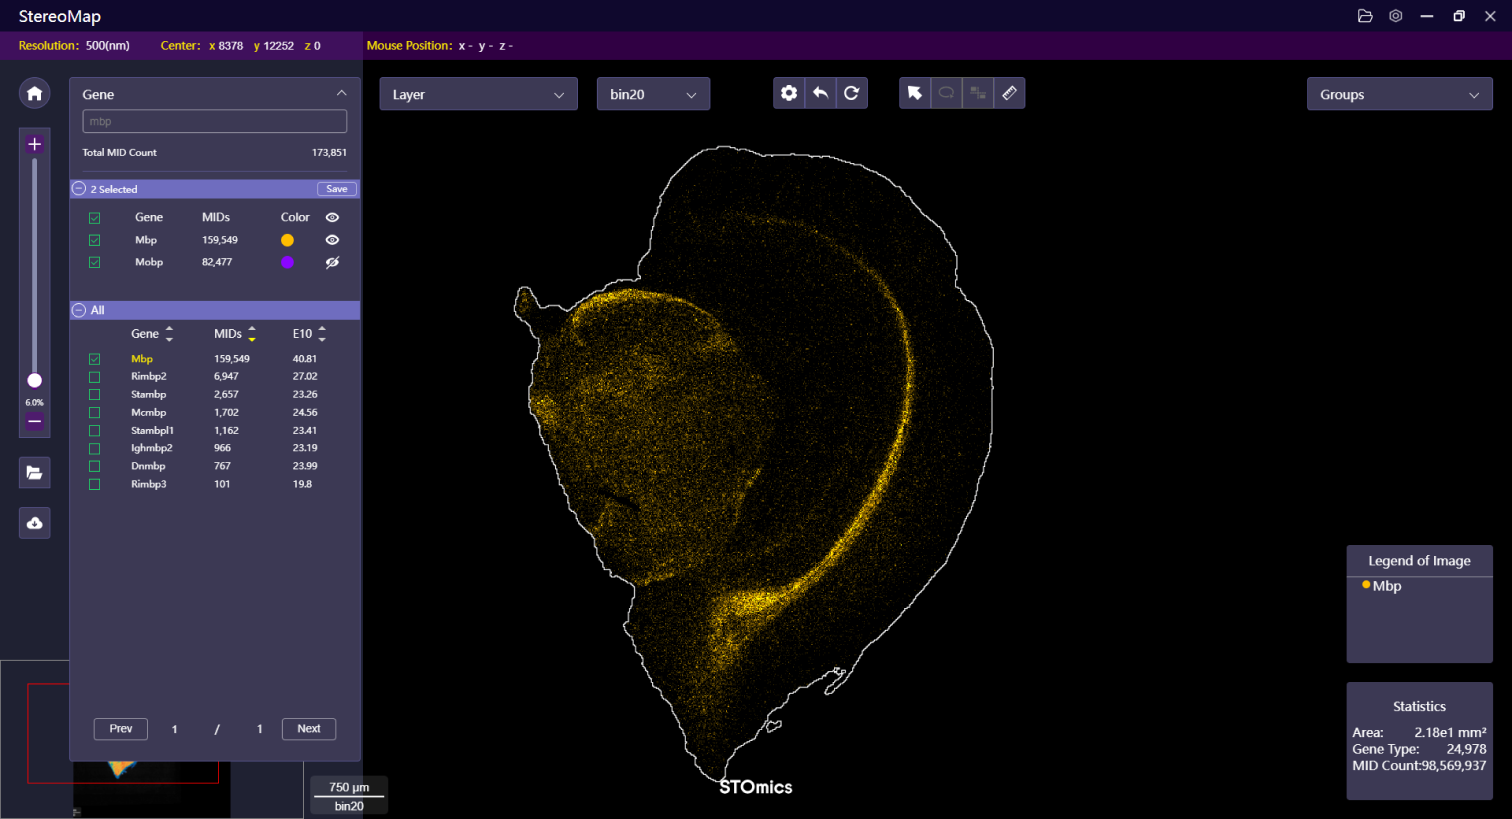 StereoMap
Resolution: 500(nm) Center: x 8378 y 12252 z 0 Mouse Position: x - y - z -
Gene
mbp
Total MID Count 173,851
2 Selected Save
Gene MIDs Color
Mbp 159,549
Mobp 82,477
All
Gene MIDs E10
Mbp 159,549 40.81
Rimbp2 6,947 27.02
Stambp 2,657 23.26
Mcmbp 1,702 24.56
Stambpl1 1,162 23.41
Ighmbp2 966 23.19
Dnmbp 767 23.99
Rimbp3 101 19.8
Prev 1 / 1 Next
6.0%
Layer bin20 Groups
Legend of Image
Mbp
Statistics
Area: 2.18e1 mm²
Gene Type: 24,978
MID Count:98,569,937
750 μm
bin20
STOmics